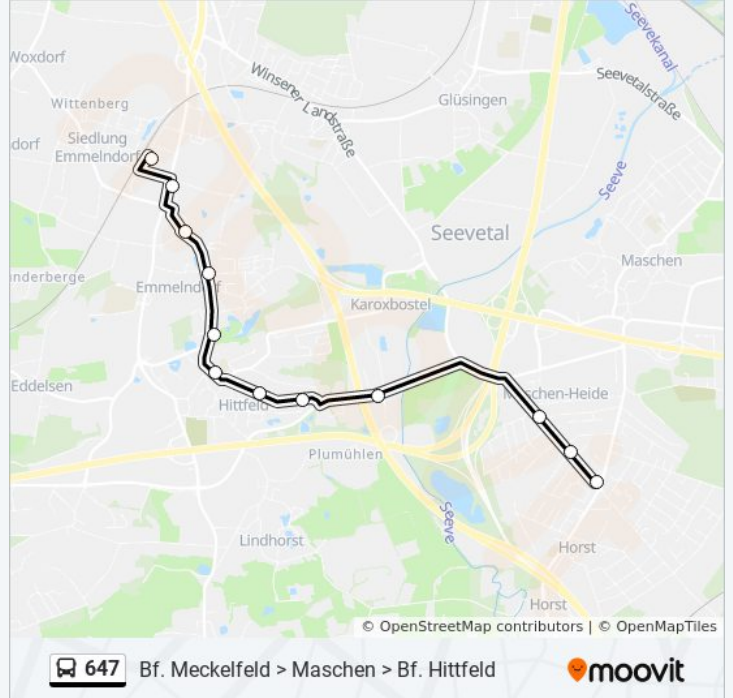 Woxdorf
Seevekanal
Winsener Landstraße
Seevetalstraße
Wittenberg
Glüsingen
Siedlung
Emmelndorf
dorf
Seeve
Seevetal
Maschen
nderberge
Emmelndorf
Karoxbostel
Eddelsen
Maschen-Heide
Hittfeld
Plumühlen
Seeve
Lindhorst
Horst
Horst
© OpenStreetMap contributors | © OpenMapTiles
647 Bf. Meckelfeld > Maschen > Bf. Hittfeld
moovit